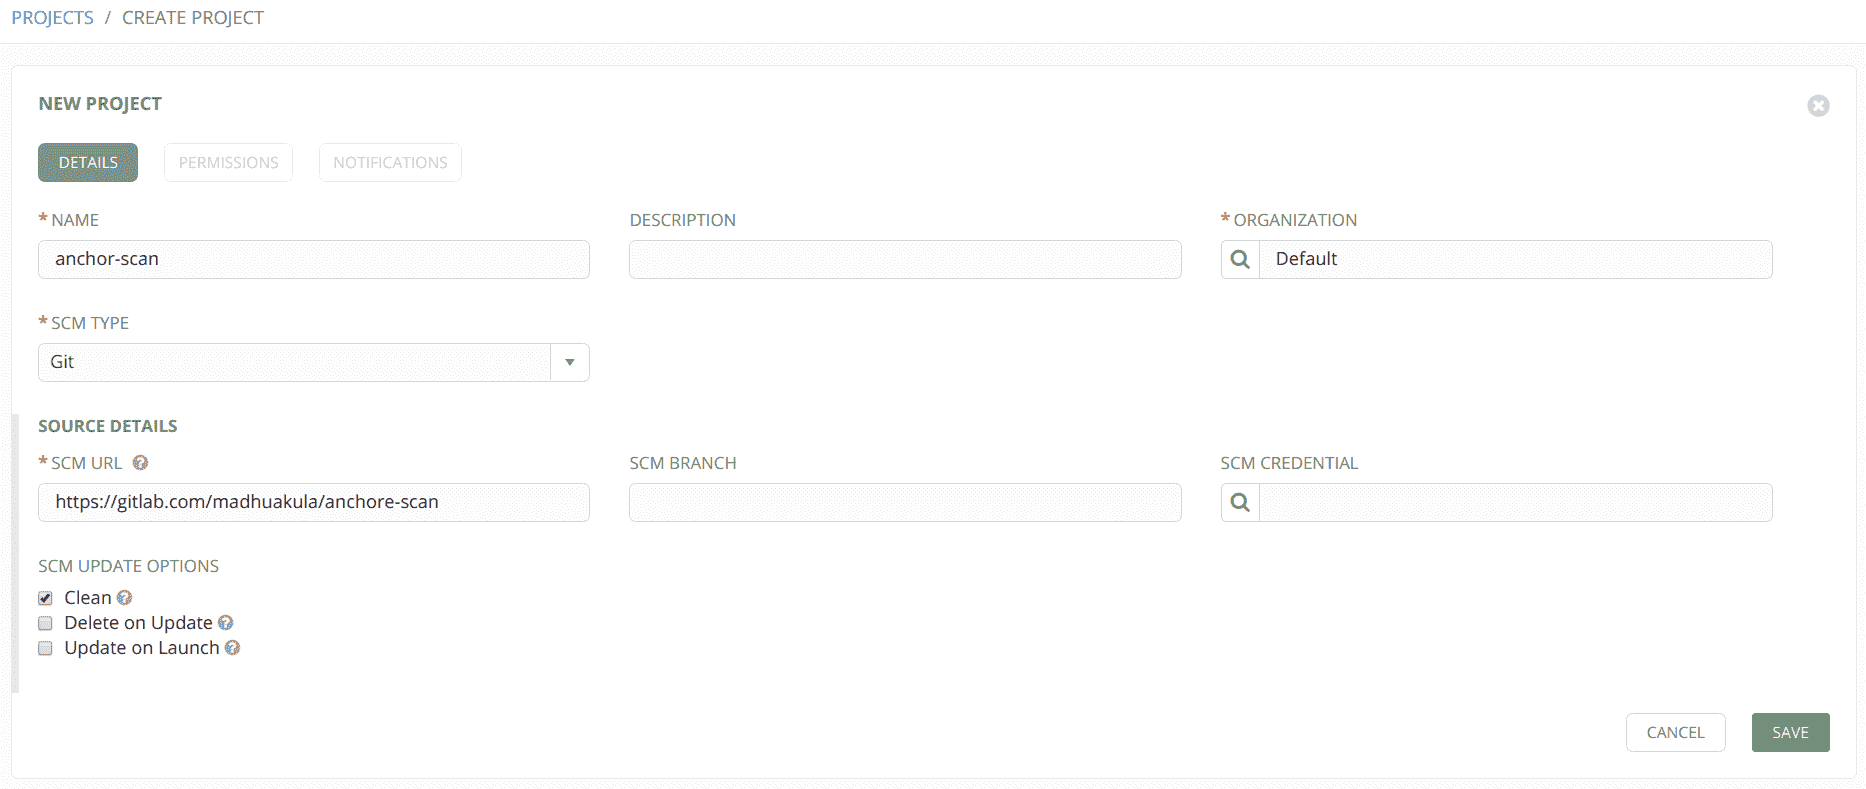 PROJECTS / CREATE PROJECT
NEW PROJECT
DETAILS PERMISSIONS NOTIFICATIONS
* NAME DESCRIPTION * ORGANIZATION
anchor-scan Default
* SCM TYPE
Git
SOURCE DETAILS
* SCM URL ? SCM BRANCH SCM CREDENTIAL
https://gitlab.com/madhuakula/anchore-scan
SCM UPDATE OPTIONS
Clean ?
Delete on Update ?
Update on Launch ?
CANCEL SAVE